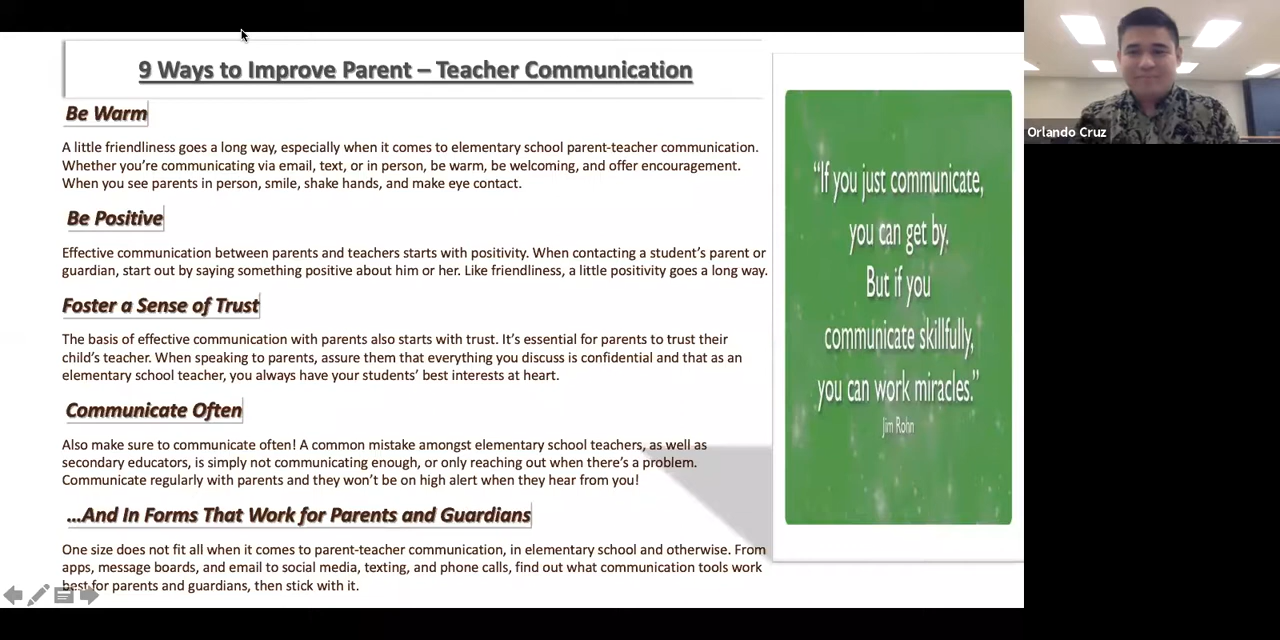 9 Ways to Improve Parent – Teacher Communication
Be Warm
A little friendliness goes a long way, especially when it comes to elementary school parent-teacher communication.
Whether you’re communicating via email, text, or in person, be warm, be welcoming, and offer encouragement.
When you see parents in person, smile, shake hands, and make eye contact.
Be Positive
Effective communication between parents and teachers starts with positivity. When contacting a student’s parent or
guardian, start out by saying something positive about him or her. Like friendliness, a little positivity goes a long way.
Foster a Sense of Trust
The basis of effective communication with parents also starts with trust. It’s essential for parents to trust their
child’s teacher. When speaking to parents, assure them that everything you discuss is confidential and that as an
elementary school teacher, you always have your students’ best interests at heart.
Communicate Often
Also make sure to communicate often! A common mistake amongst elementary school teachers, as well as
secondary educators, is simply not communicating enough, or only reaching out when there’s a problem.
Communicate regularly with parents and they won’t be on high alert when they hear from you!
...And In Forms That Work for Parents and Guardians
One size does not fit all when it comes to parent-teacher communication, in elementary school and otherwise. From
apps, message boards, and email to social media, texting, and phone calls, find out what communication tools work
best for parents and guardians, then stick with it.
“If you just communicate,
you can get by.
But if you
communicate skillfully,
you can work miracles.”
Jim Rohn
Orlando Cruz